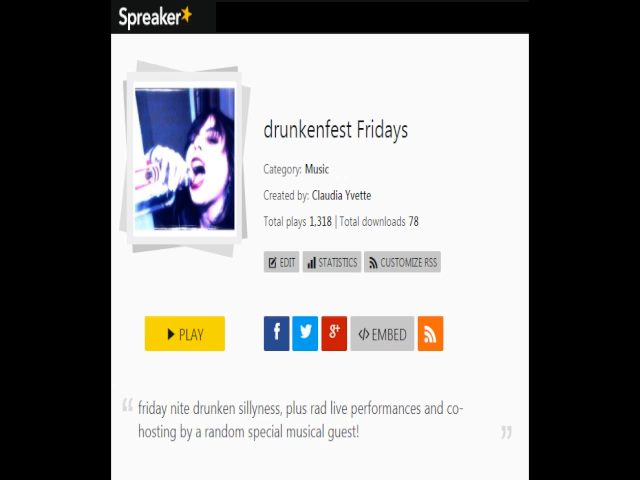 Spreaker
drunkenfest Fridays
Category: Music
Created by: Claudia Yvette
Total plays 1,318 | Total downloads 78
EDIT STATISTICS CUSTOMIZE RSS
PLAY f g+ </> EMBED
“ friday nite drunken sillyness, plus rad live performances and co-
hosting by a random special musical guest! ”